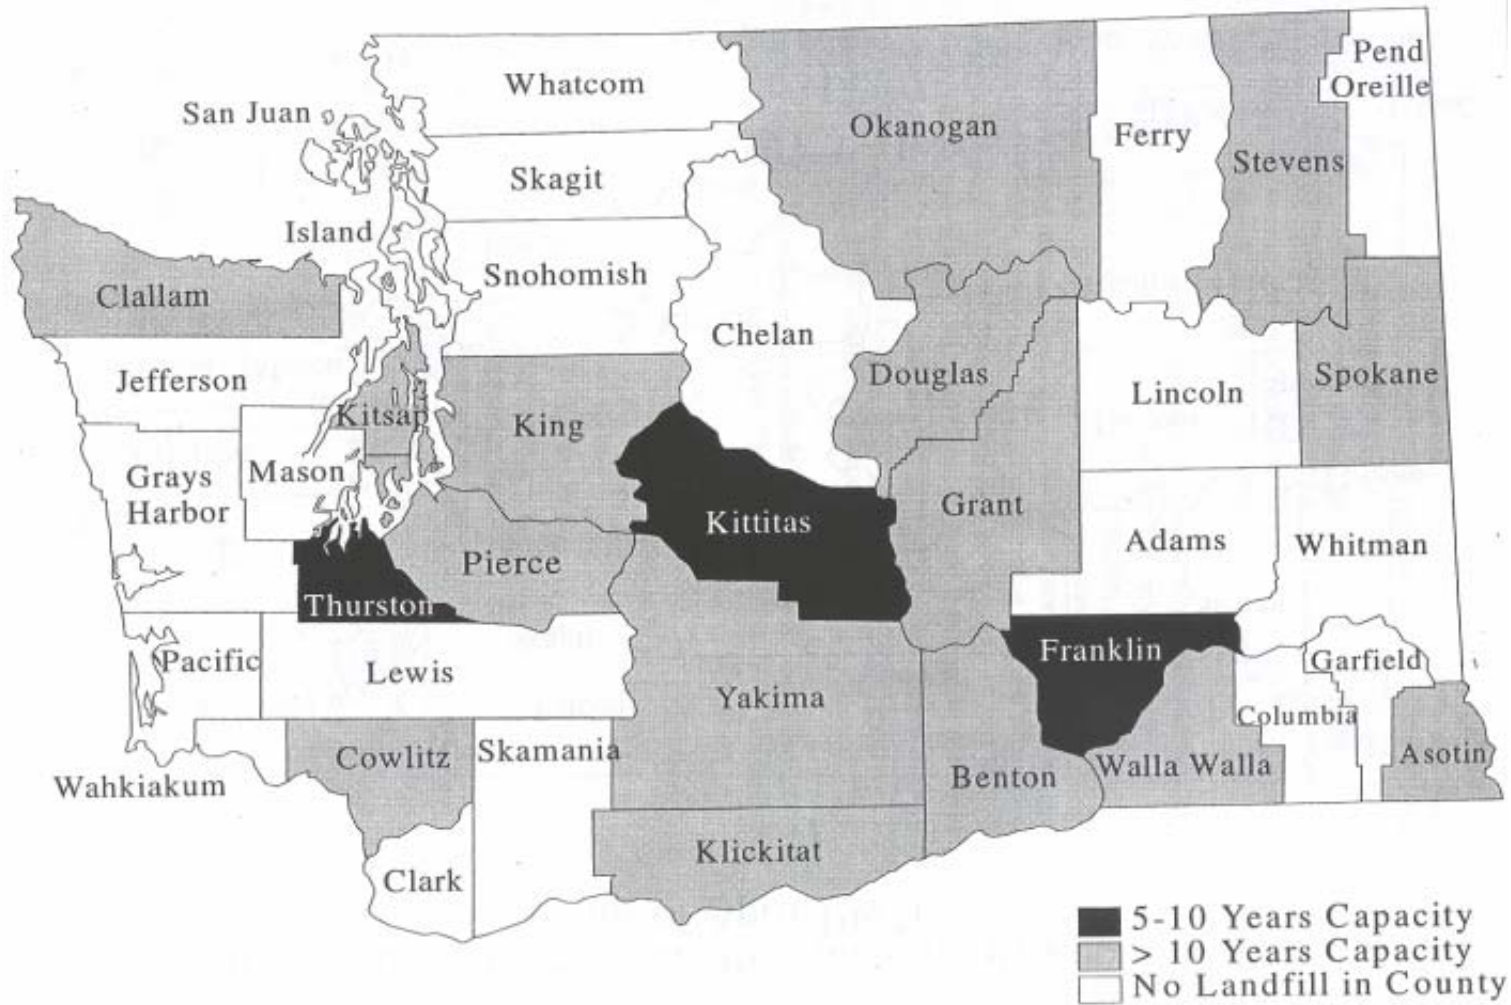 Whatcom
Pend
Oreille
San Juan
Okanogan
Ferry
Stevens
Skagit
Island
Snohomish
Clallam
Chelan
Jefferson
Douglas
Lincoln
Spokane
Kitsap
King
Mason
Grays
Harbor
Grant
Kittitas
Adams
Whitman
Pierce
Thurston
Franklin
Garfield
Pacific
Lewis
Yakima
Columbia
Cowlitz
Skamania
Asotin
Walla Walla
Benton
Wahkiakum
Klickitat
Clark
5-10 Years Capacity
> 10 Years Capacity
No Landfill in County